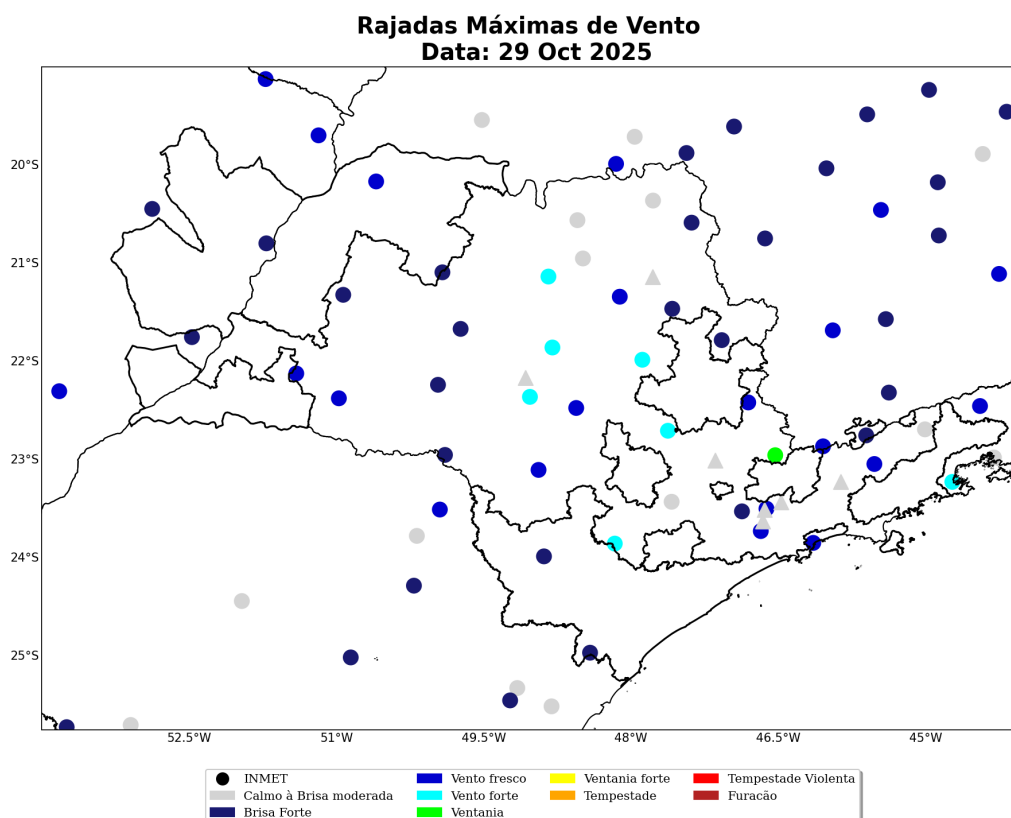 Rajadas Máximas de Vento
Data: 29 Oct 2025
20°S
21°S
22°S
23°S
24°S
25°S
52.5°W 51°W 49.5°W 48°W 46.5°W 45°W
INMET Vento fresco Ventania forte Tempestade Violenta
Calmo à Brisa moderada Vento forte Tempestade Furacão
Brisa Forte Ventania